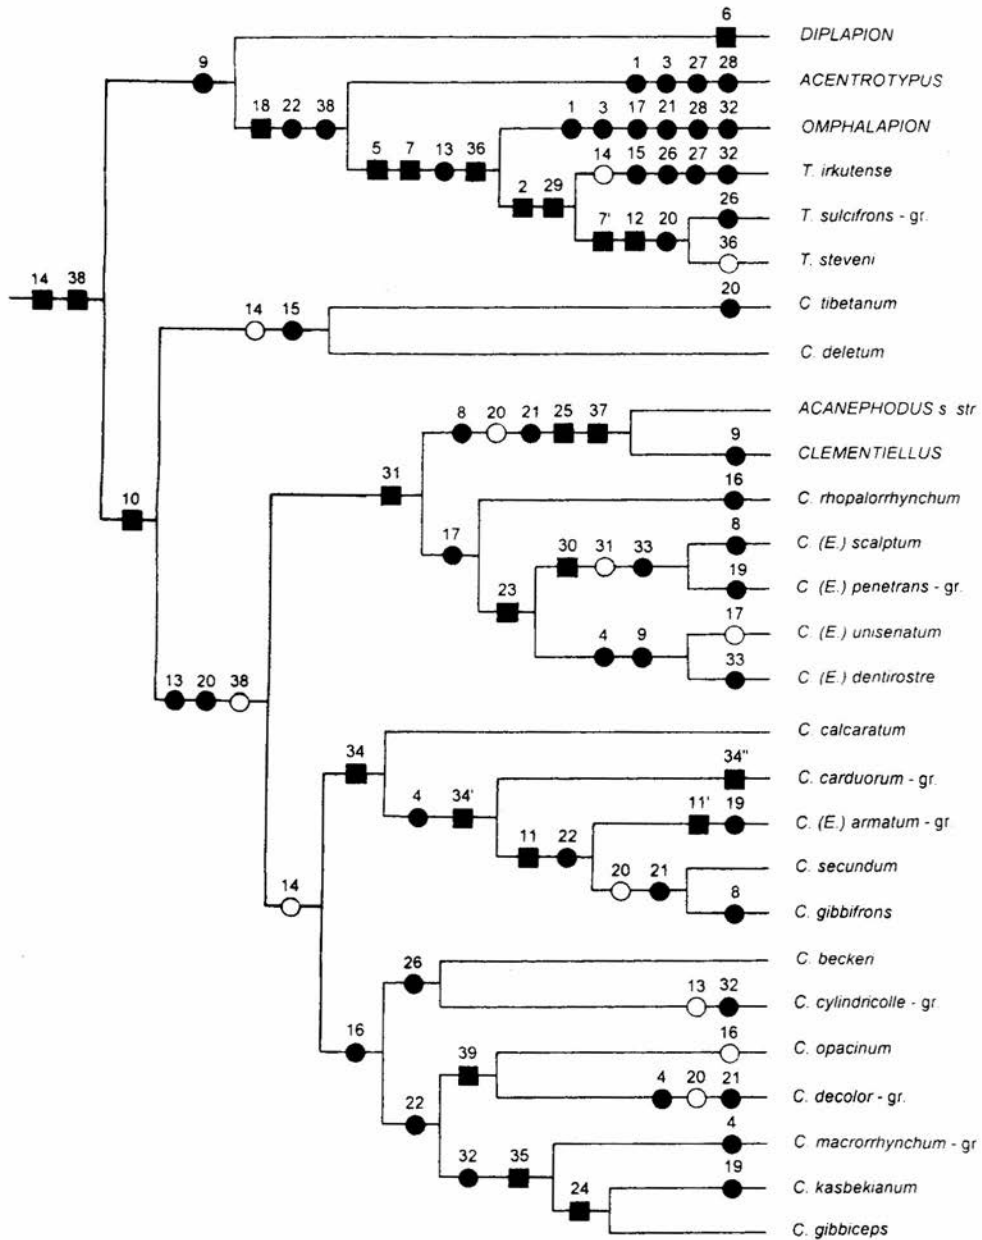 6
DIPLAPION
9
1 3 27 28
ACENTROTYPUS
18 22 38
1 3 17 21 28 32
OMPHALAPION
5 7 13 36
14 15 26 27 32
T. irkutense
2 29
26
T. sulcifrons - gr.
7' 12 20
36
T. steveni
14 38
20
C tibetanum
14 15
C. deletum
8 20 21 25 37
ACANEPHODUS s str
9
CLEMENTIELLUS
31
16
C. rhopalorrhynchum
10
17
8
C. (E.) scalptum
30 31 33
19
C (E.) penetrans - gr.
23
17
C. (E.) unisenatum
4 9
33
C (E.) dentirostre
13 20 38
C. calcaratum
34
34"
C. carduorum - gr.
4 34'
11' 19
C. (E.) armatum - gr
11 22
C. secundum
20 21
8
C. gibbifrons
14
C. beckeri
26
13 32
C. cylindricolle - gr.
16
16
C. opacinum
39
4 20 21
C. decolor - gr.
22
4
C. macrorrhynchum - gr
32 35
19
C. kasbekianum
24
C. gibbiceps